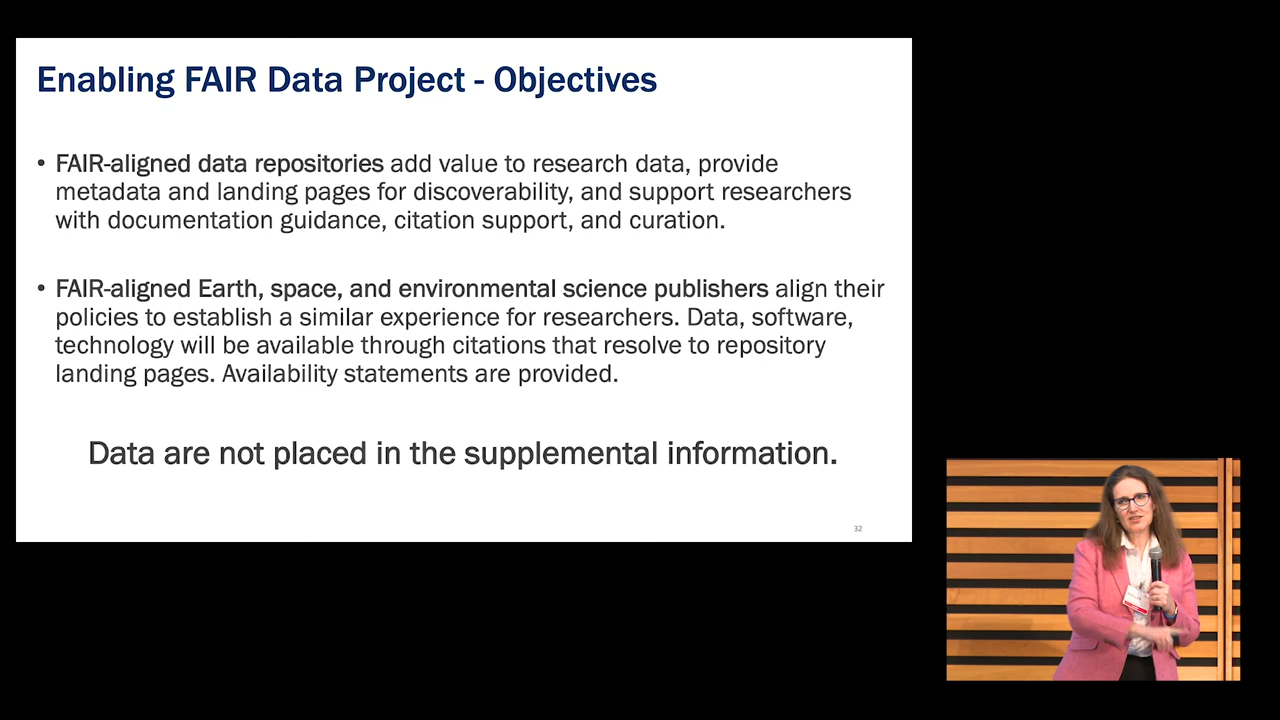 Enabling FAIR Data Project - Objectives
• FAIR-aligned data repositories add value to research data, provide
metadata and landing pages for discoverability, and support researchers
with documentation guidance, citation support, and curation.
• FAIR-aligned Earth, space, and environmental science publishers align their
policies to establish a similar experience for researchers. Data, software,
technology will be available through citations that resolve to repository
landing pages. Availability statements are provided.
Data are not placed in the supplemental information.
32